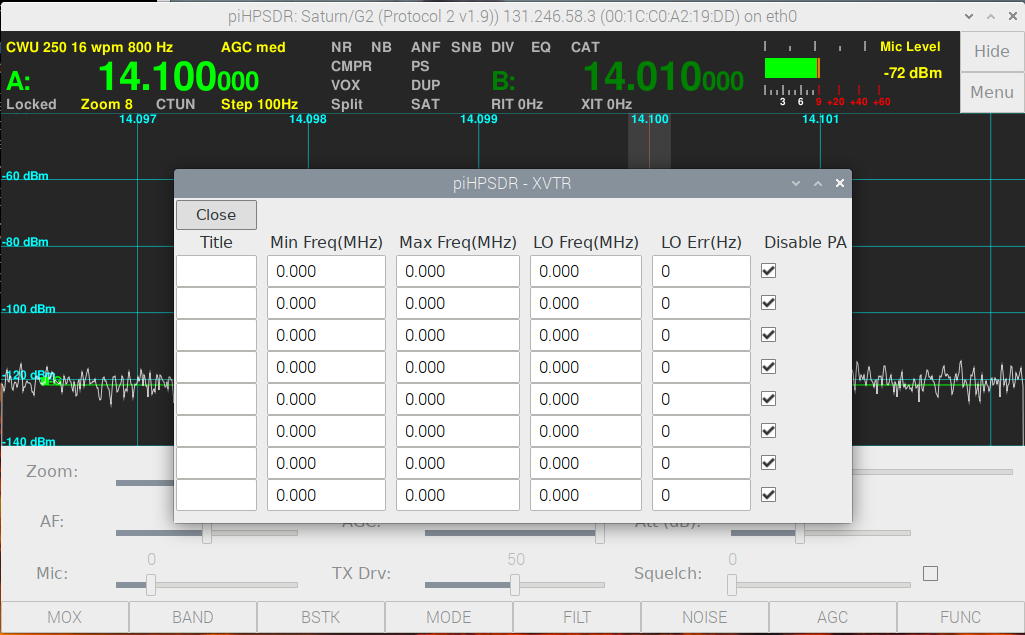 piHPSDR: Saturn/G2 (Protocol 2 v1.9)) 131.246.58.3 (00:1C:C0:A2:19:DD) on eth0
CWU 250 16 wpm 800 Hz AGC med NR NB ANF SNB DIV EQ CAT Mic Level Hide
A: 14.100000 CMPR PS B: 14.010000 -72 dBm
VOX DUP Menu
Locked Zoom 8 CTUN Step 100Hz Split SAT RIT 0Hz XIT 0Hz 3 6 9 +20 +40 +60
14.097 14.098 14.099 14.100 14.101
-60 dBm
-80 dBm
-100 dBm
-120 dBm
-140 dBm
piHPSDR - XVTR
Close
Title Min Freq(MHz) Max Freq(MHz) LO Freq(MHz) LO Err(Hz) Disable PA
0.000 0.000 0.000 0
0.000 0.000 0.000 0
0.000 0.000 0.000 0
0.000 0.000 0.000 0
0.000 0.000 0.000 0
0.000 0.000 0.000 0
0.000 0.000 0.000 0
0.000 0.000 0.000 0
Zoom:
AF: AGC: Att (dB):
0 50 0
Mic: TX Drv: Squelch:
MOX BAND BSTK MODE FILT NOISE AGC FUNC